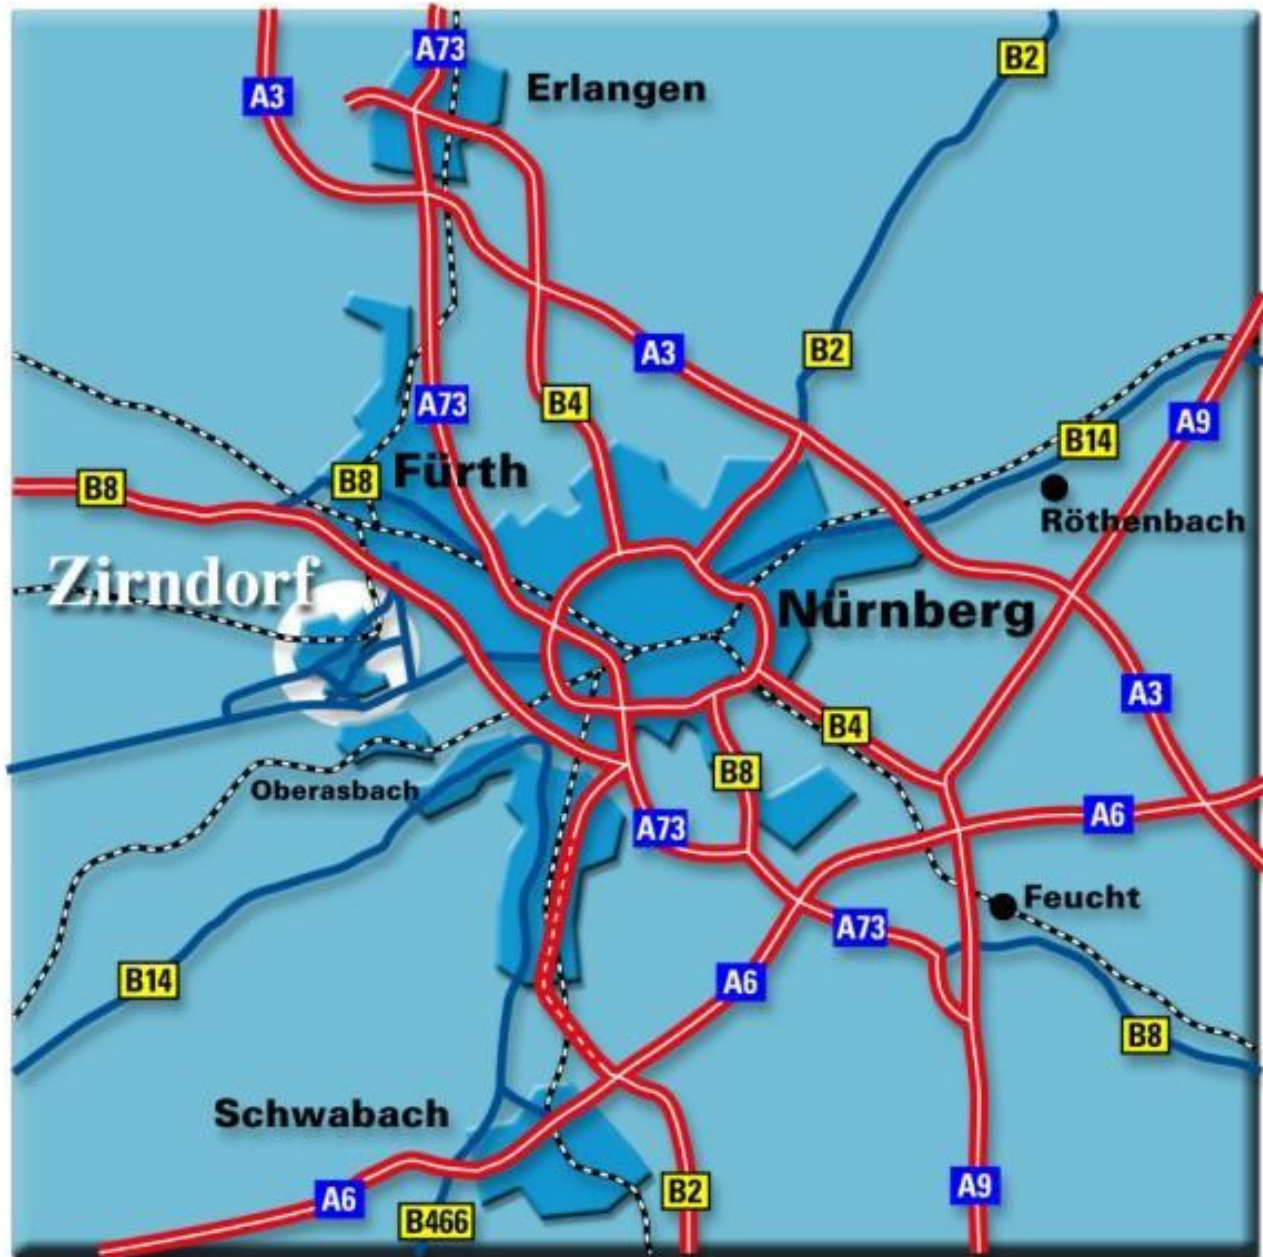 A73
B2
Erlangen
A3
B2
A3
A73
B4
A9
B14
Fürth
B8
B8
Röthenbach
Zirndorf
Nürnberg
A3
B4
B8
Oberasbach
A73
A6
Feucht
A73
B14
A6
B8
Schwabach
A6
B2
A9
B466